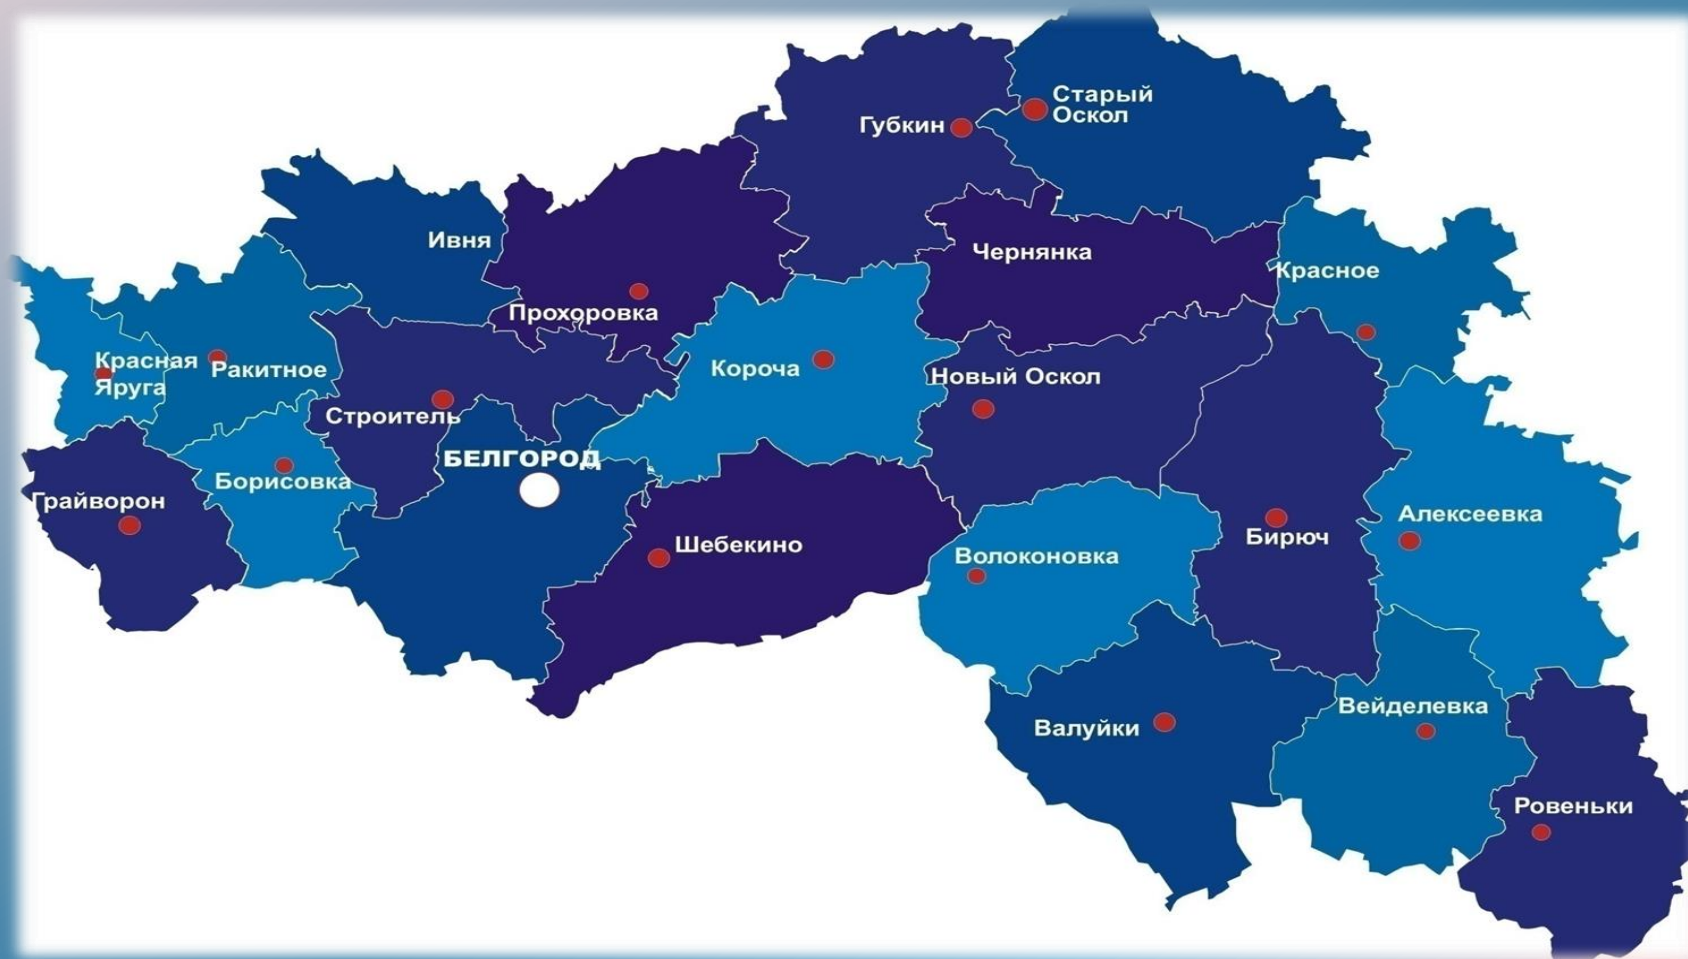 Старый
Оскол
Губкин
Ивня
Чернянка
Красное
Прохоровка
Красная
Яруга
Ракитное
Короча
Новый Оскол
Строитель
БЕЛГОРОД
Борисовка
Грайворон
Шебекино
Волоконовка
Бирюч
Алексеевка
Валуйки
Вейделевка
Ровеньки